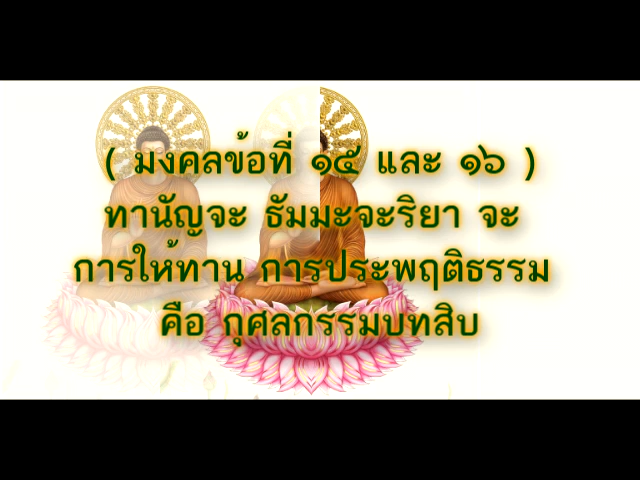 ( มงคลข้อที่ ๑๕ และ ๑๖ )
ทานัญจะ ธัมมะจะริยา จะ
การให้ทาน การประพฤติธรรม
คือ กุศลกรรมบทสิบ